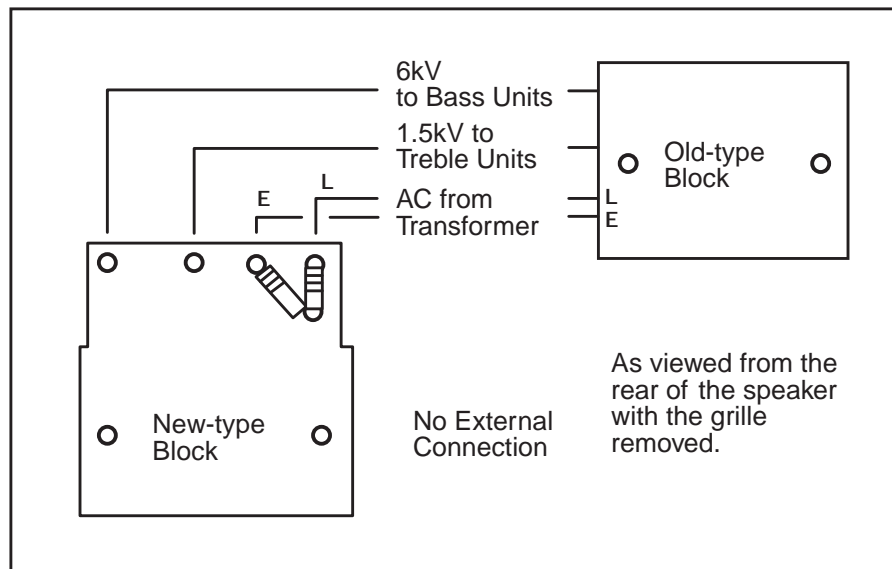 6kV
to Bass Units
1.5kV to
Treble Units
E
L
AC from
Transformer
L
E
Old-type
Block
New-type
Block
No External
Connection
As viewed from the
rear of the speaker
with the grille
removed.